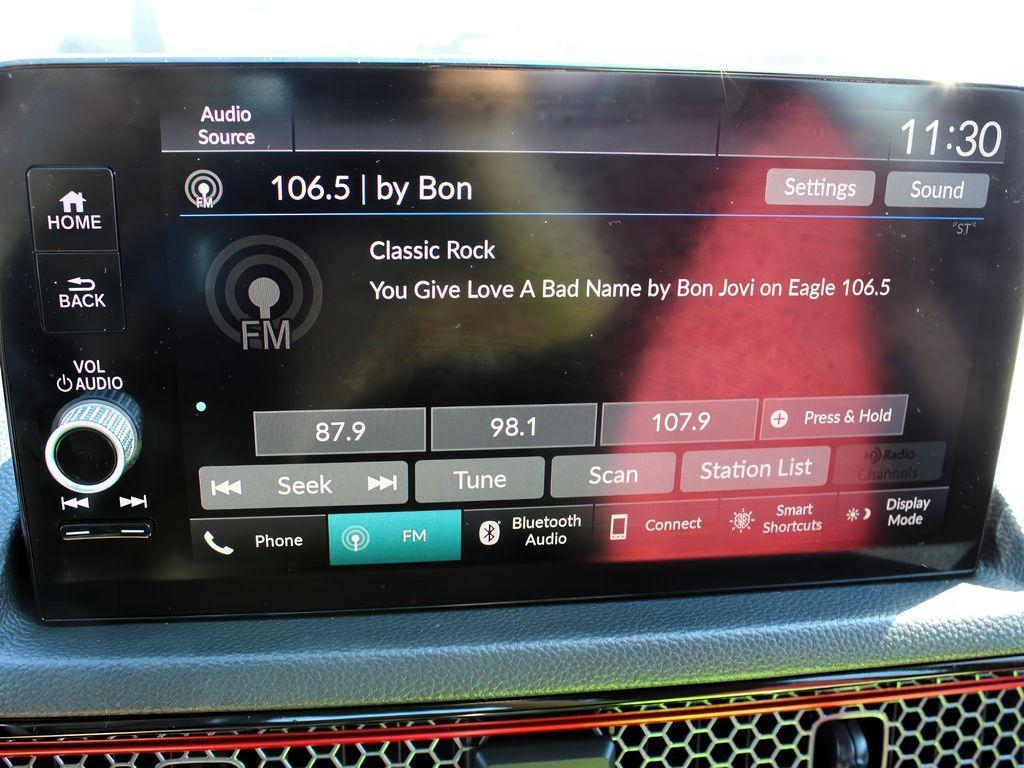 Audio
Source
11:30
FM
106.5 | by Bon
Settings
Sound
HOME
"ST"
Classic Rock
BACK
You Give Love A Bad Name by Bon Jovi on Eagle 106.5
FM
VOL
AUDIO
87.9
98.1
107.9
Press & Hold
Seek
Tune
Scan
Station List
Radio
Channels
Phone
FM
Bluetooth
Audio
Connect
Smart
Shortcuts
Display
Mode